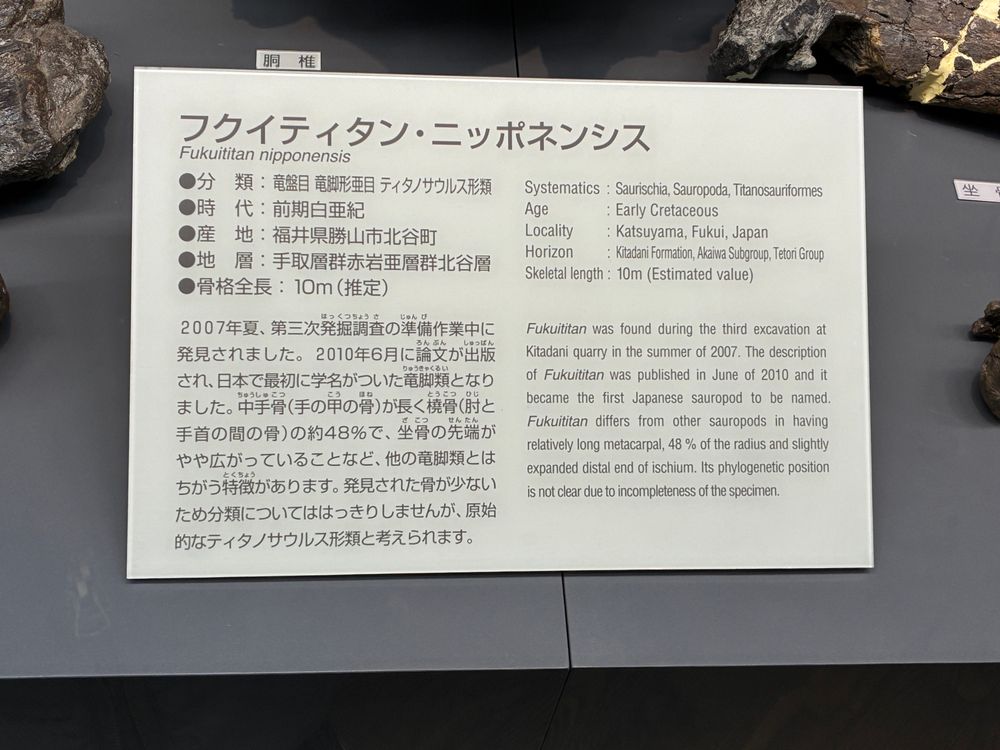 胴 椎
フクイティタン・ニッポネンシス
Fukuititan nipponensis
●分　類：竜盤目 竜脚形亜目 ティタノサウルス形類
●時　代：前期白亜紀
●産　地：福井県勝山市北谷町
●地　層：手取層群赤岩亜層群北谷層
●骨格全長：10m（推定）
2007年夏、第三次発掘調査の準備作業中に
発見されました。2010年6月に論文が出版
され、日本で最初に学名がついた竜脚類となり
ました。中手骨（手の甲の骨）が長く橈骨（肘と
手首の間の骨）の約48％で、坐骨の先端が
やや広がっていることなど、他の竜脚類とは
ちがう特徴があります。発見された骨が少ない
ため分類についてははっきりしませんが、原始
的なティタノサウルス形類と考えられます。
Systematics : Saurischia, Sauropoda, Titanosauriformes
Age : Early Cretaceous
Locality : Katsuyama, Fukui, Japan
Horizon : Kitadani Formation, Akaiwa Subgroup, Tetori Group
Skeletal length : 10m (Estimated value)
Fukuititan was found during the third excavation at
Kitadani quarry in the summer of 2007. The description
of Fukuititan was published in June of 2010 and it
became the first Japanese sauropod to be named.
Fukuititan differs from other sauropods in having
relatively long metacarpal, 48 % of the radius and slightly
expanded distal end of ischium. Its phylogenetic position
is not clear due to incompleteness of the specimen.
坐